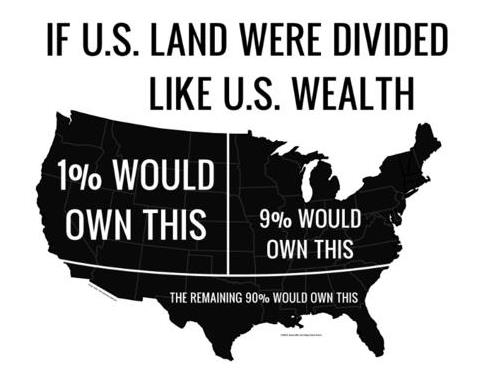 IF U.S. LAND WERE DIVIDED
LIKE U.S. WEALTH
1% WOULD
OWN THIS
9% WOULD
OWN THIS
THE REMAINING 90% WOULD OWN THIS